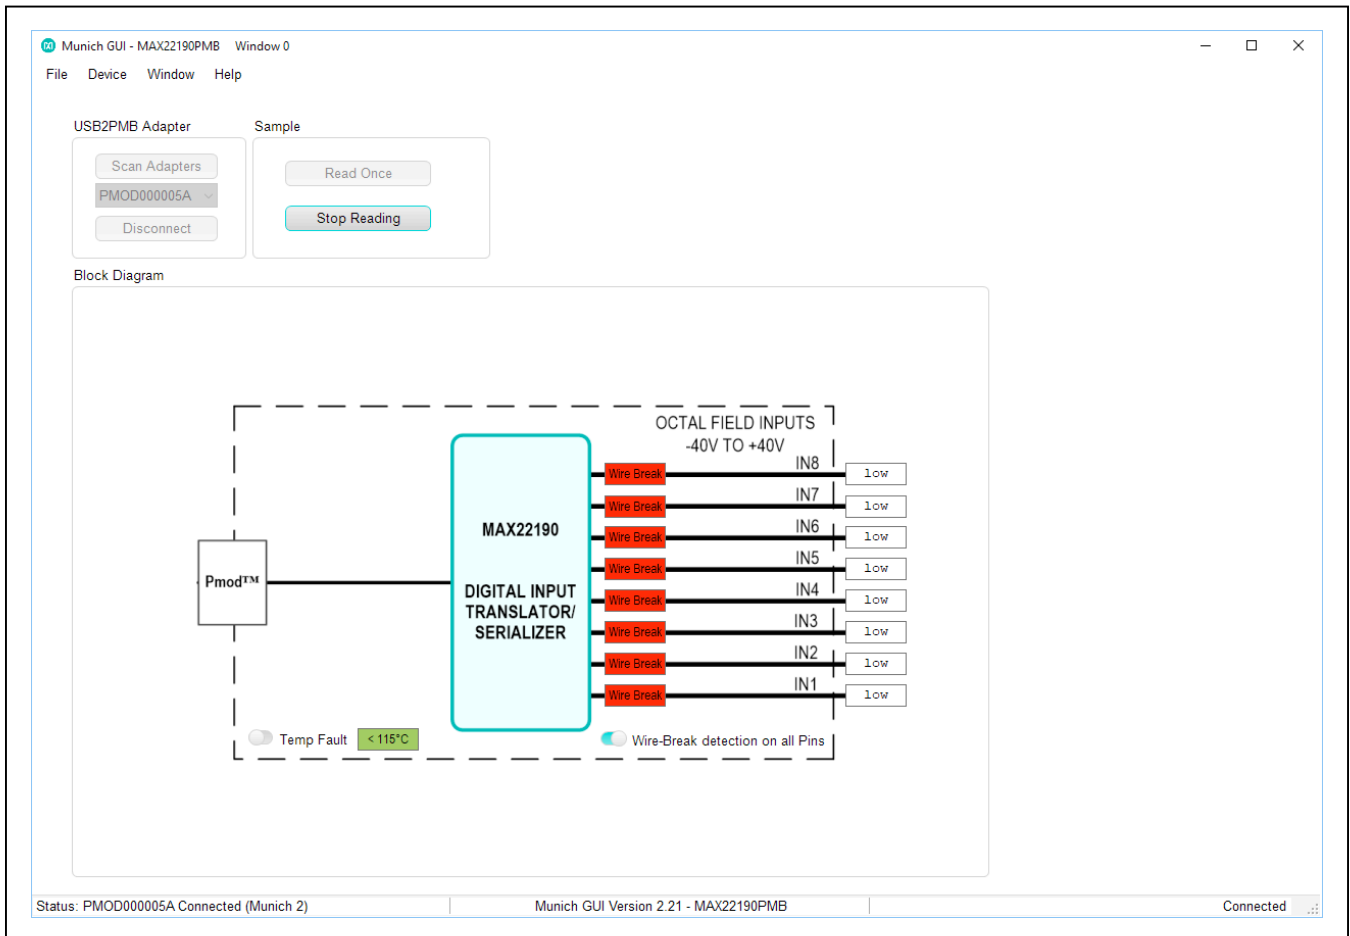 Munich GUI - MAX22190PMB    Window 0
File    Device    Window    Help
USB2PMB Adapter    Sample
Scan Adapters
Read Once
PMOD000005A
Stop Reading
Disconnect
Block Diagram
OCTAL FIELD INPUTS
-40V TO +40V
Wire Break    IN8    low
Wire Break    IN7    low
MAX22190    Wire Break    IN6    low
Wire Break    IN5    low
Pmod™
DIGITAL INPUT    Wire Break    IN4    low
TRANSLATOR/
SERIALIZER    Wire Break    IN3    low
Wire Break    IN2    low
Wire Break    IN1    low
Temp Fault    < 115°C    Wire-Break detection on all Pins
Status: PMOD000005A Connected (Munich 2)    Munich GUI Version 2.21 - MAX22190PMB    Connected